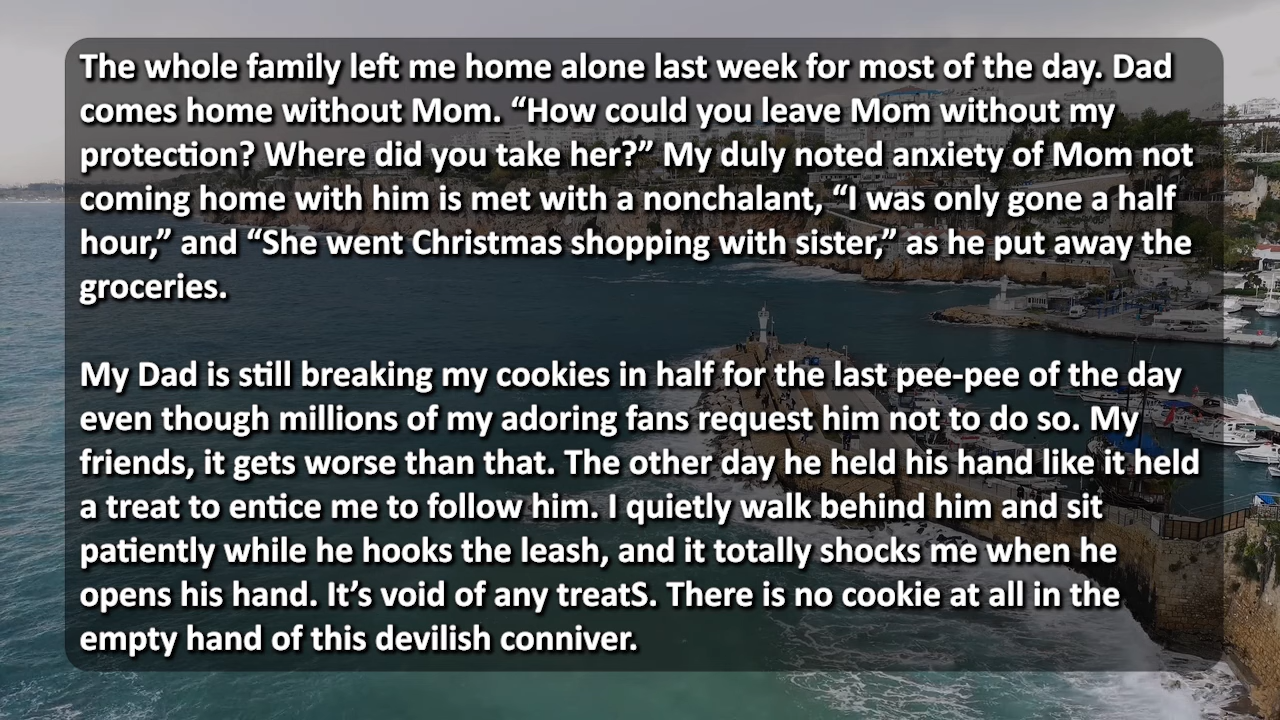 The whole family left me home alone last week for most of the day. Dad
comes home without Mom. “How could you leave Mom without my
protection? Where did you take her?” My duly noted anxiety of Mom not
coming home with him is met with a nonchalant, “I was only gone a half
hour,” and “She went Christmas shopping with sister,” as he put away the
groceries.
My Dad is still breaking my cookies in half for the last pee-pee of the day
even though millions of my adoring fans request him not to do so. My
friends, it gets worse than that. The other day he held his hand like it held
a treat to entice me to follow him. I quietly walk behind him and sit
patiently while he hooks the leash, and it totally shocks me when he
opens his hand. It’s void of any treatS. There is no cookie at all in the
empty hand of this devilish conniver.